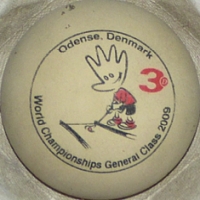 Odense, Denmark
3
World Championships General Class 2009